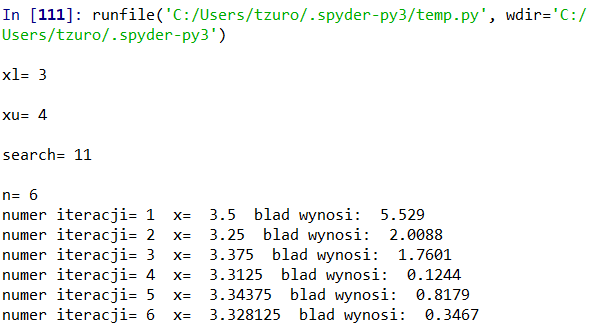 In [111]: runfile('C:/Users/tzuro/.spyder-py3/temp.py', wdir='C:/
Users/tzuro/.spyder-py3')
xl= 3
xu= 4
search= 11
n= 6
numer iteracji= 1  x=  3.5  blad wynosi:  5.529
numer iteracji= 2  x=  3.25  blad wynosi:  2.0088
numer iteracji= 3  x=  3.375  blad wynosi:  1.7601
numer iteracji= 4  x=  3.3125  blad wynosi:  0.1244
numer iteracji= 5  x=  3.34375  blad wynosi:  0.8179
numer iteracji= 6  x=  3.328125  blad wynosi:  0.3467